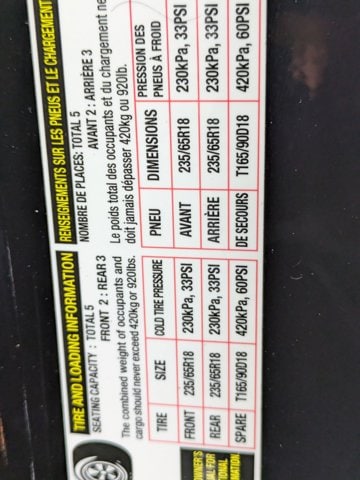 TIRE AND LOADING INFORMATION
SEATING CAPACITY : TOTAL 5
FRONT 2 : REAR 3
The combined weight of occupants and
cargo should never exceed 420kg or 920lbs.
TIRE SIZE COLD TIRE PRESSURE
FRONT 235/65R18 230kPa, 33PSI
REAR 235/65R18 230kPa, 33PSI
SPARE T165/90D18 420kPa, 60PSI
RENSEIGNEMENTS SUR LES PNEUS ET LE CHARGEMENT
NOMBRE DE PLACES: TOTAL 5
AVANT 2 : ARRIÈRE 3
Le poids total des occupants et du chargement ne
doit jamais dépasser 420kg ou 920lb.
PNEU DIMENSIONS PRESSION DES
PNEUS À FROID
AVANT 235/65R18 230kPa, 33PSI
ARRIÈRE 235/65R18 230kPa, 33PSI
DE SECOURS T165/90D18 420kPa, 60PSI